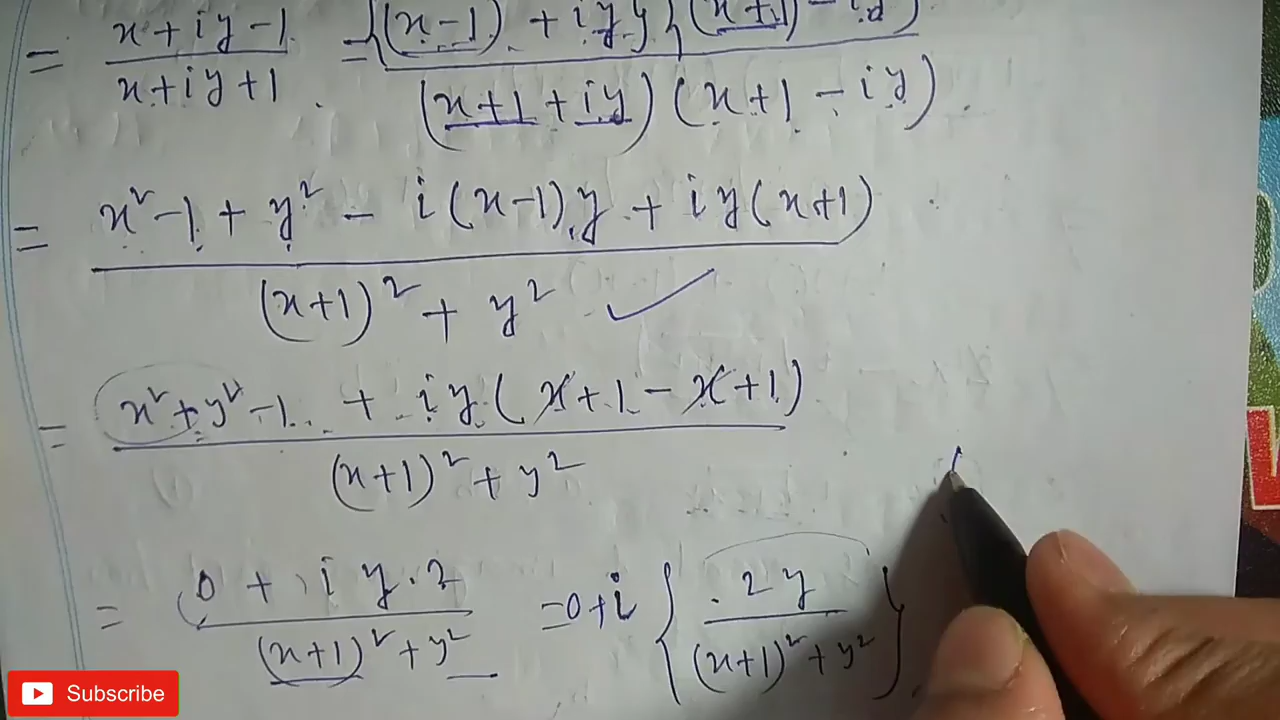 = x + iy - 1 / x + iy + 1 . = {(x-1) + iy} {(x+1) - iy} / (x+1 + iy) (x+1 - iy)
= x² - 1 + y² - i(x-1)y + iy(x+1) / (x+1)² + y² ✓
= x² + y² - 1 + iy(x+1-x+1) / (x+1)² + y²
= 0 + iy.2 / (x+1)² + y² = 0 + i { 2y / (x+1)² + y² }
Subscribe